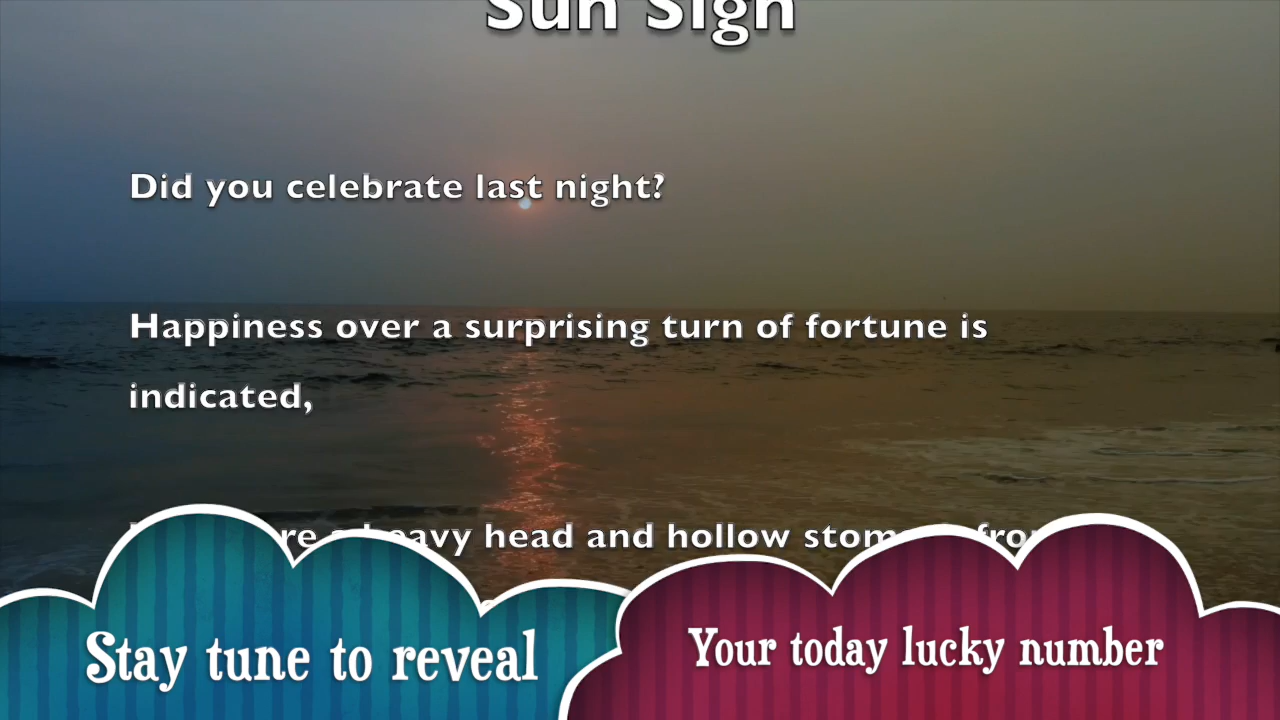 Sun Sign
Did you celebrate last night?
Happiness over a surprising turn of fortune is
indicated,
heavy head and hollow
Stay tune to reveal
Your today lucky number